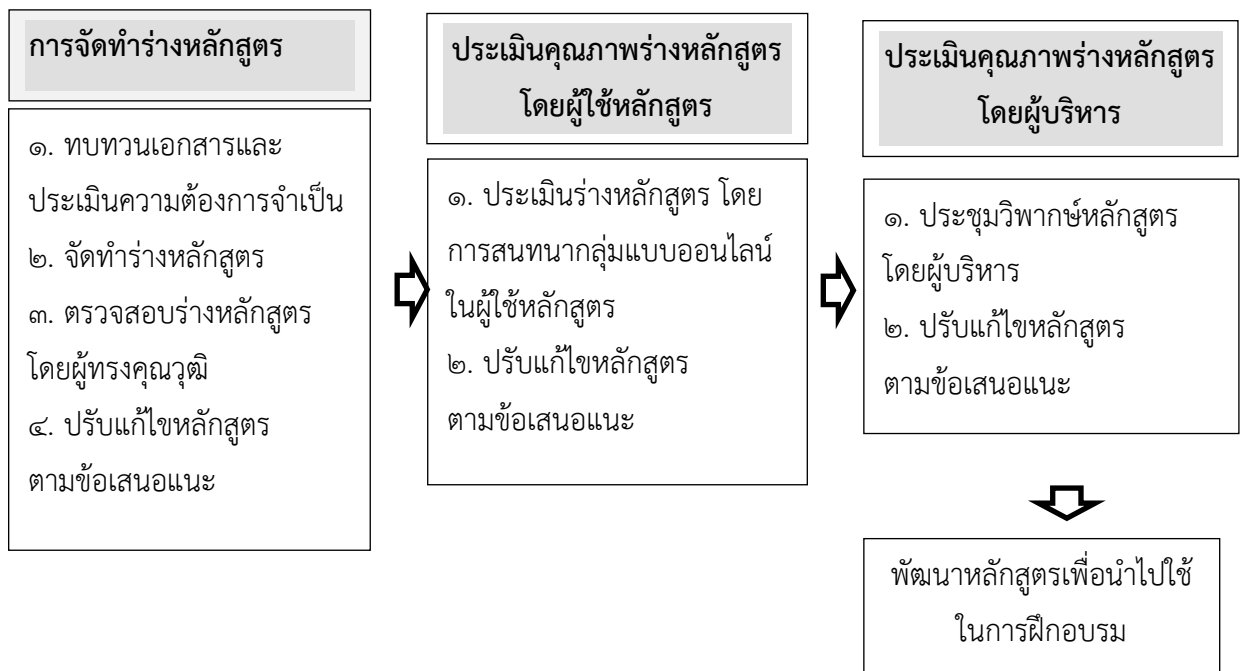 การจัดทำร่างหลักสูตร
๑. ทบทวนเอกสารและ
ประเมินความต้องการจำเป็น
๒. จัดทำร่างหลักสูตร
๓. ตรวจสอบร่างหลักสูตร
โดยผู้ทรงคุณวุฒิ
๔. ปรับแก้ไขหลักสูตร
ตามข้อเสนอแนะ
ประเมินคุณภาพร่างหลักสูตร
โดยผู้ใช้หลักสูตร
๑. ประเมินร่างหลักสูตร โดย
การสนทนากลุ่มแบบออนไลน์
ในผู้ใช้หลักสูตร
๒. ปรับแก้ไขหลักสูตร
ตามข้อเสนอแนะ
ประเมินคุณภาพร่างหลักสูตร
โดยผู้บริหาร
๑. ประชุมวิพากษ์หลักสูตร
โดยผู้บริหาร
๒. ปรับแก้ไขหลักสูตร
ตามข้อเสนอแนะ
พัฒนาหลักสูตรเพื่อนำไปใช้
ในการฝึกอบรม